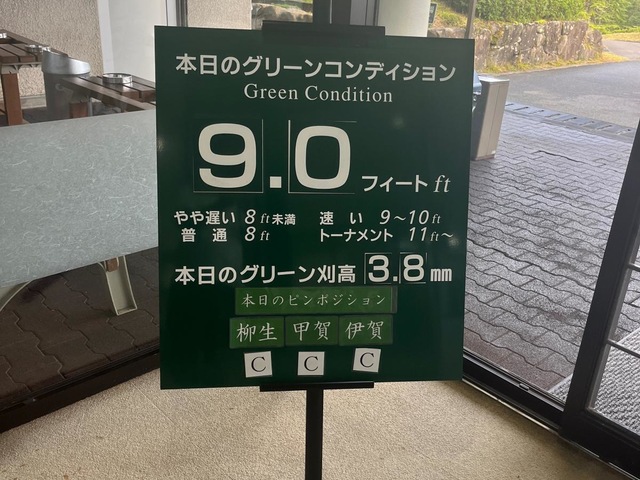 本日のグリーンコンディション
Green Condition
9.0 フィート ft
やや遅い 8ft未満 速い 9～10ft
普通 8ft トーナメント 11ft～
本日のグリーン刈高 3.8mm
本日のピンポジション
柳生 甲賀 伊賀
C C C